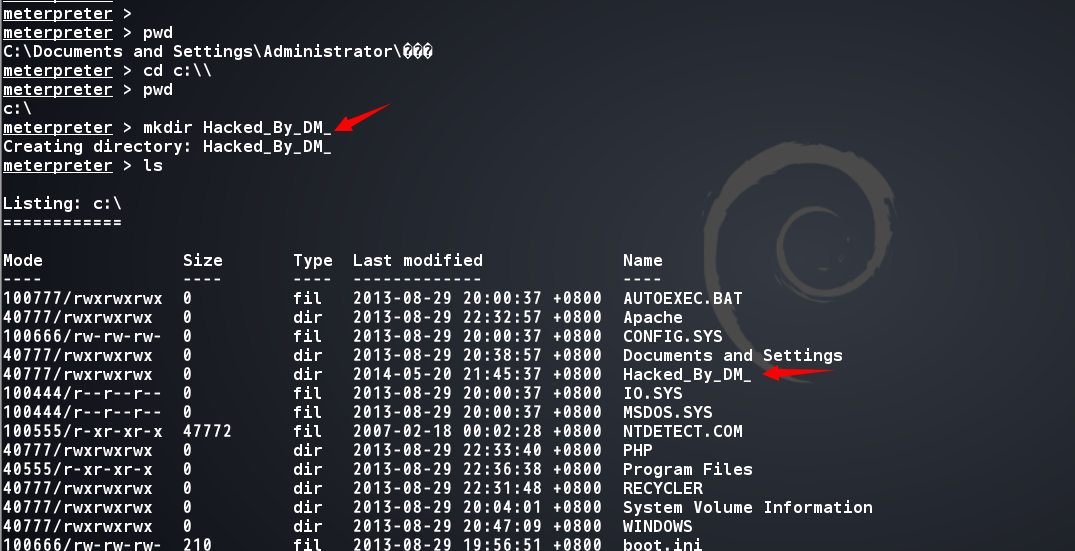 meterpreter >
meterpreter > pwd
C:\Documents and Settings\Administrator\���
meterpreter > cd c:\\
meterpreter > pwd
c:\
meterpreter > mkdir Hacked_By_DM_
Creating directory: Hacked_By_DM_
meterpreter > ls
Listing: c:\
============
Mode Size Type Last modified Name
---- ---- ---- ------------- ----
100777/rwxrwxrwx 0 fil 2013-08-29 20:00:37 +0800 AUTOEXEC.BAT
40777/rwxrwxrwx 0 dir 2013-08-29 22:32:57 +0800 Apache
100666/rw-rw-rw- 0 fil 2013-08-29 20:00:37 +0800 CONFIG.SYS
40777/rwxrwxrwx 0 dir 2013-08-29 20:38:57 +0800 Documents and Settings
40777/rwxrwxrwx 0 dir 2014-05-20 21:45:37 +0800 Hacked_By_DM_
100444/r--r--r-- 0 fil 2013-08-29 20:00:37 +0800 IO.SYS
100444/r--r--r-- 0 fil 2013-08-29 20:00:37 +0800 MSDOS.SYS
100555/r-xr-xr-x 47772 fil 2007-02-18 00:02:28 +0800 NTDETECT.COM
40777/rwxrwxrwx 0 dir 2013-08-29 22:33:40 +0800 PHP
40555/r-xr-xr-x 0 dir 2013-08-29 22:36:38 +0800 Program Files
40777/rwxrwxrwx 0 dir 2013-08-29 22:31:48 +0800 RECYCLER
40777/rwxrwxrwx 0 dir 2013-08-29 20:04:01 +0800 System Volume Information
40777/rwxrwxrwx 0 dir 2013-08-29 20:47:09 +0800 WINDOWS
100666/rw-rw-rw- 210 fil 2013-08-29 19:56:51 +0800 boot.ini